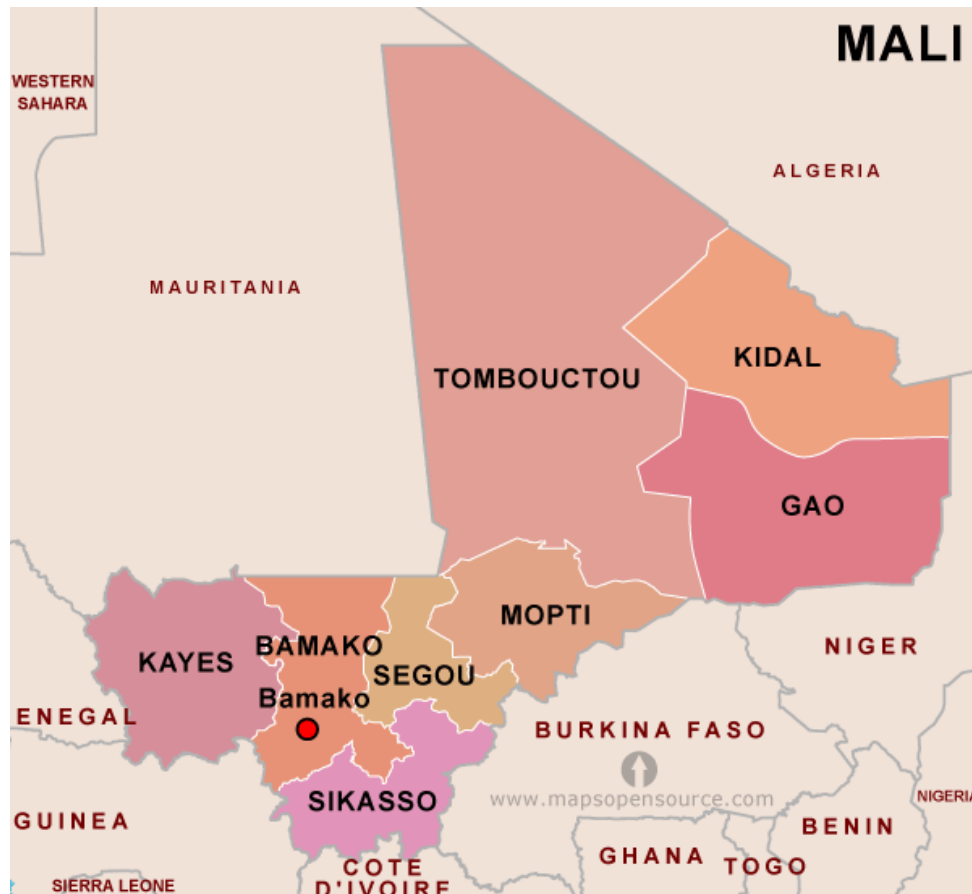 MALI
WESTERN
SAHARA
ALGERIA
MAURITANIA
KIDAL
TOMBOUCTOU
GAO
MOPTI
BAMAKO
NIGER
KAYES
SEGOU
Bamako
ENEGAL
BURKINA FASO
SIKASSO
www.mapsopensource.com
NIGERIA
GUINEA
BENIN
GHANA
TOGO
COTE
D'IVOIRE
SIERRA LEONE